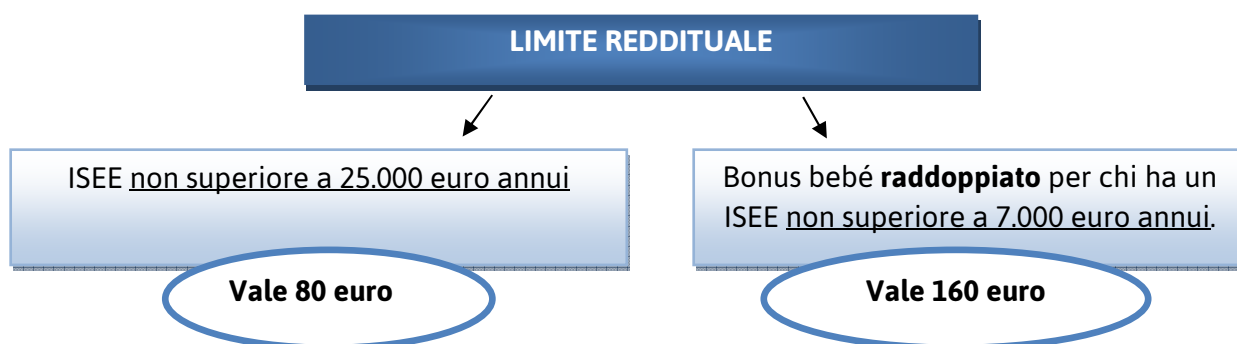 LIMITE REDDITUALE
ISEE non superiore a 25.000 euro annui
Vale 80 euro
Bonus bebé raddoppiato per chi ha un
ISEE non superiore a 7.000 euro annui.
Vale 160 euro